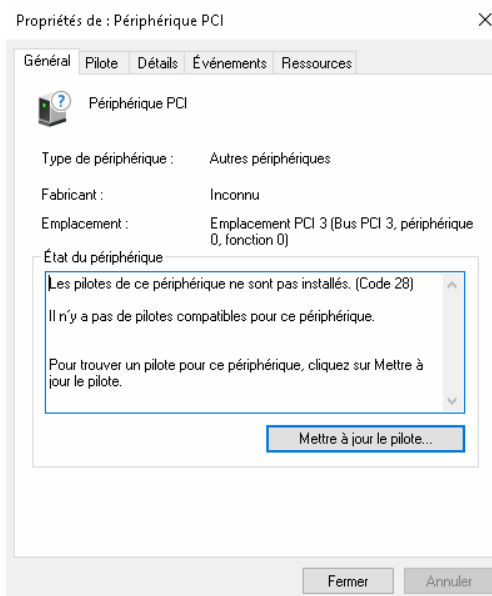 Propriétés de : Périphérique PCI
Général Pilote Détails Événements Ressources
Périphérique PCI
Type de périphérique : Autres périphériques
Fabricant : Inconnu
Emplacement : Emplacement PCI 3 (Bus PCI 3, périphérique
0, fonction 0)
État du périphérique
Les pilotes de ce périphérique ne sont pas installés. (Code 28)
Il n'y a pas de pilotes compatibles pour ce périphérique.
Pour trouver un pilote pour ce périphérique, cliquez sur Mettre à
jour le pilote.
Mettre à jour le pilote...
Fermer Annuler